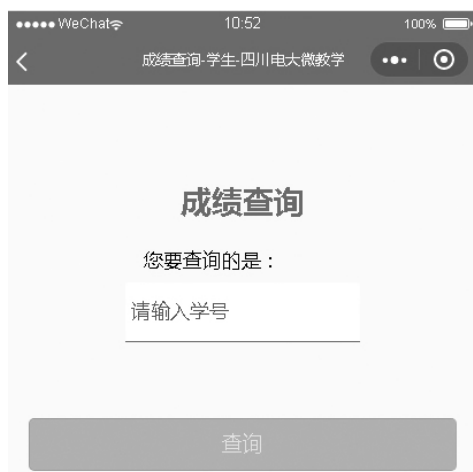 ●●●●● WeChat 10:52 100%
成绩查询-学生-四川电大微教学
成绩查询
您要查询的是：
请输入学号
查询